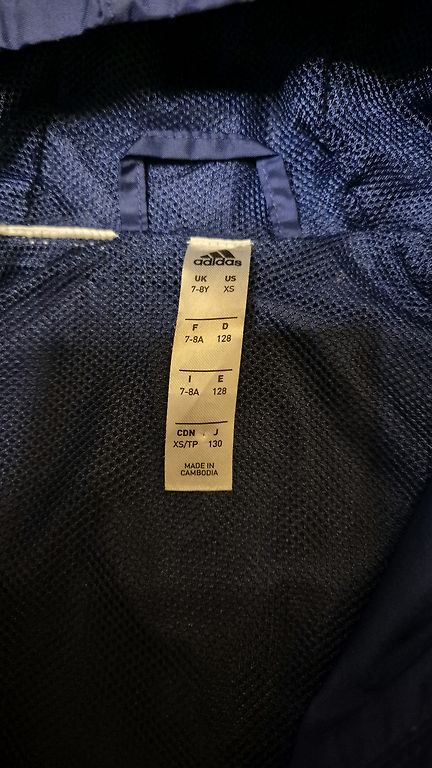 adidas
UK US
7-8Y XS
F D
7-8A 128
I E
7-8A 128
CDN J
XS/TP 130
MADE IN
CAMBODIA